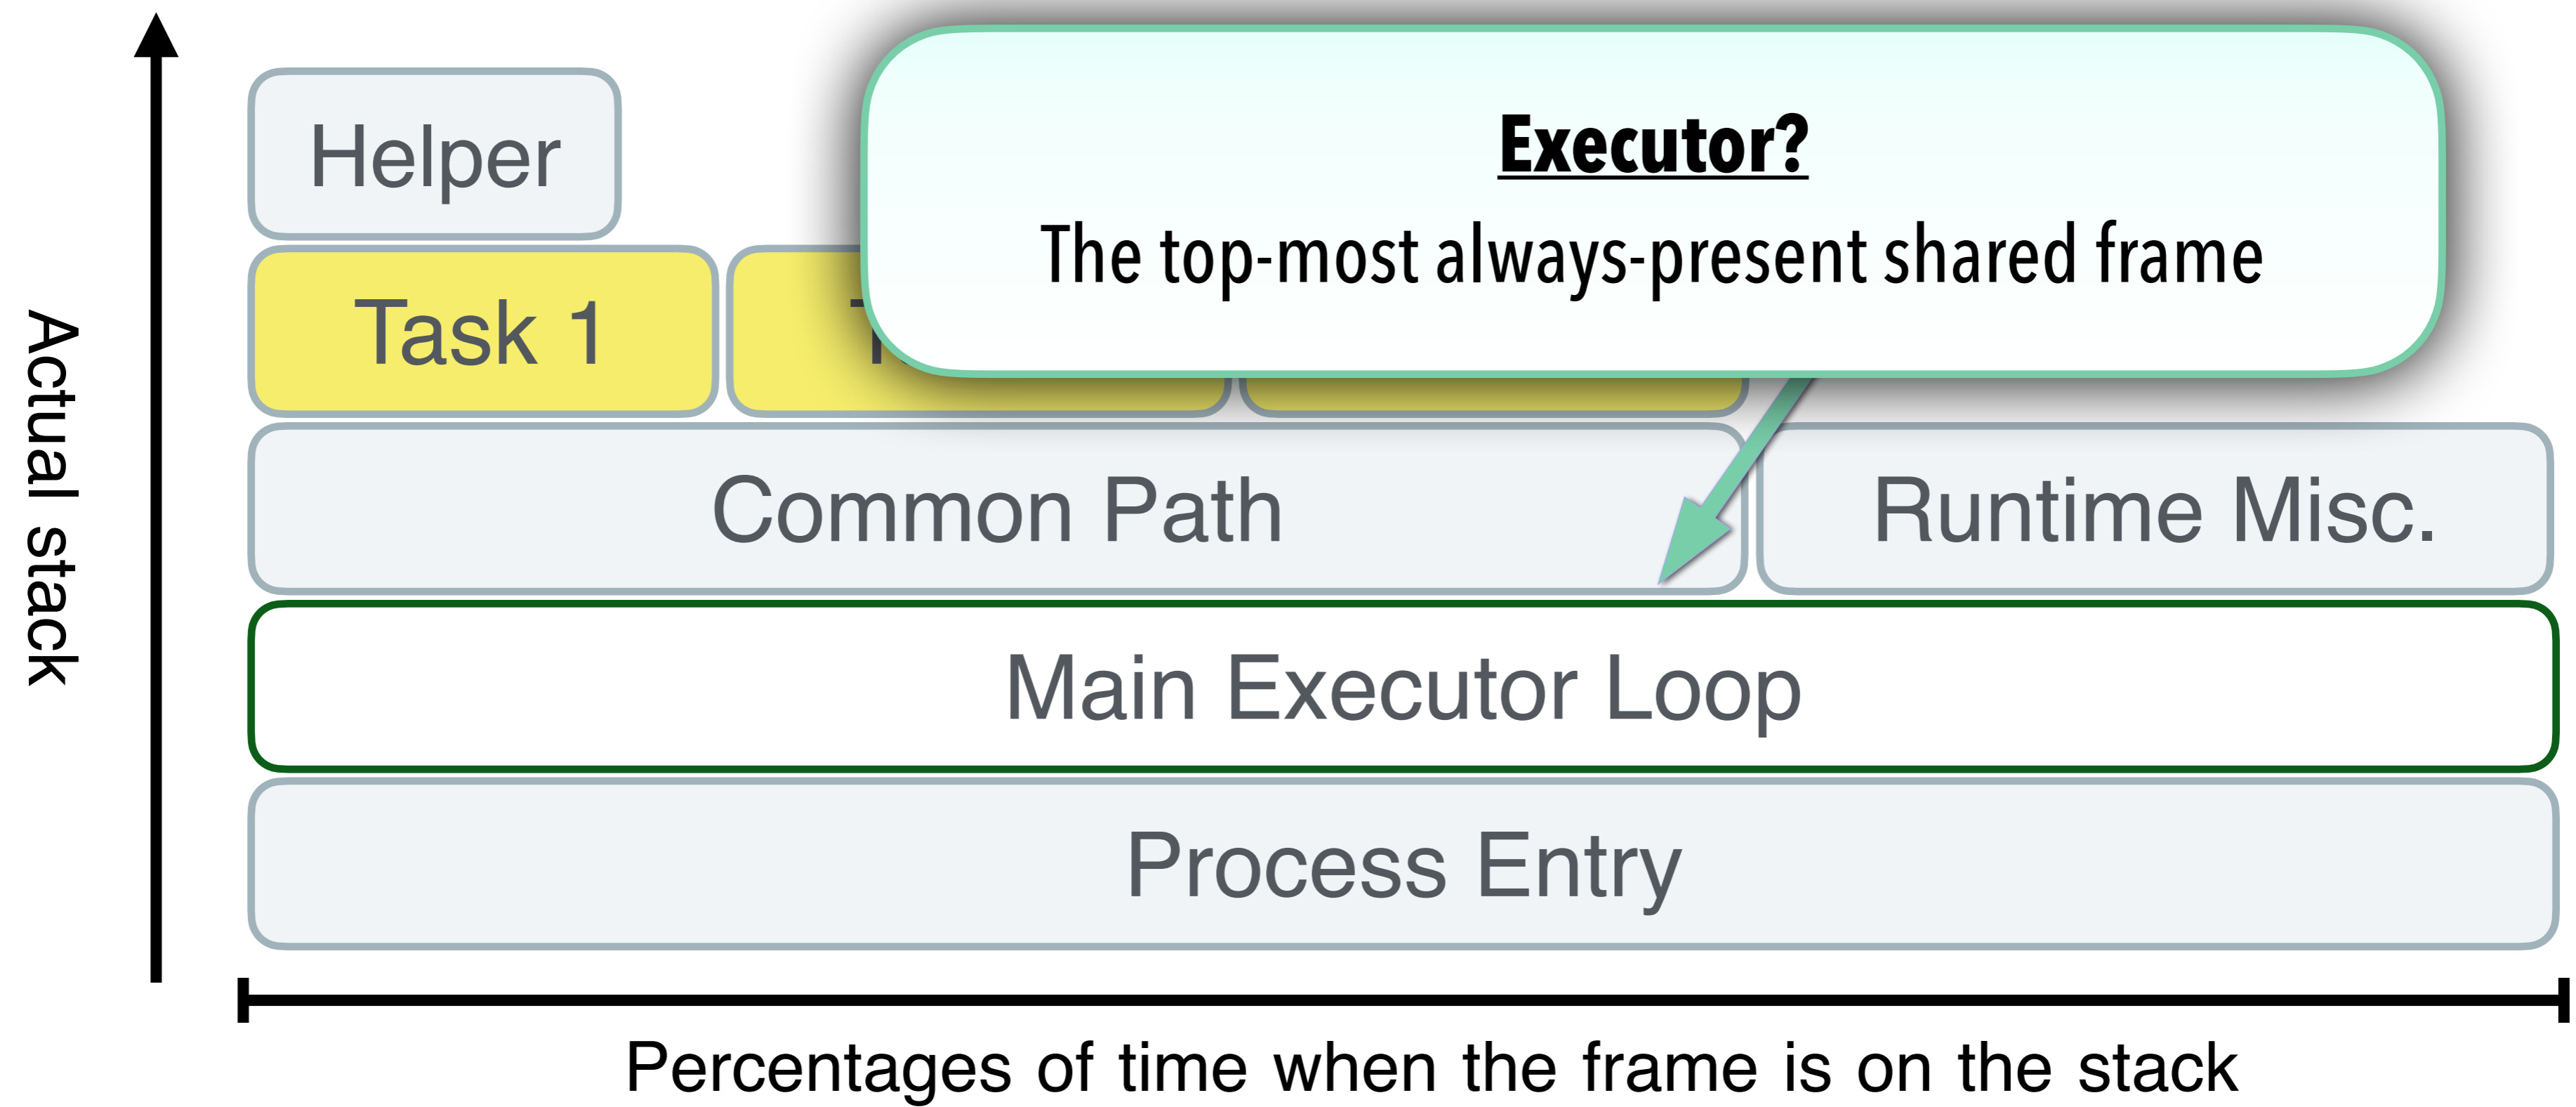 Executor?
The top-most always-present shared frame
Helper
Task 1
Common Path
Runtime Misc.
Main Executor Loop
Process Entry
Actual stack
Percentages of time when the frame is on the stack